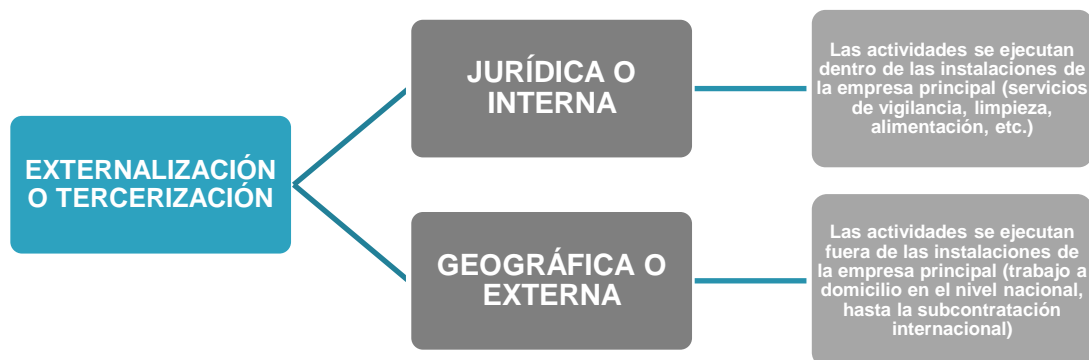 EXTERNALIZACIÓN
O TERCERIZACIÓN
JURÍDICA O
INTERNA
Las actividades se ejecutan
dentro de las instalaciones de
la empresa principal (servicios
de vigilancia, limpieza,
alimentación, etc.)
GEOGRÁFICA O
EXTERNA
Las actividades se ejecutan
fuera de las instalaciones de
la empresa principal (trabajo a
domicilio en el nivel nacional,
hasta la subcontratación
internacional)